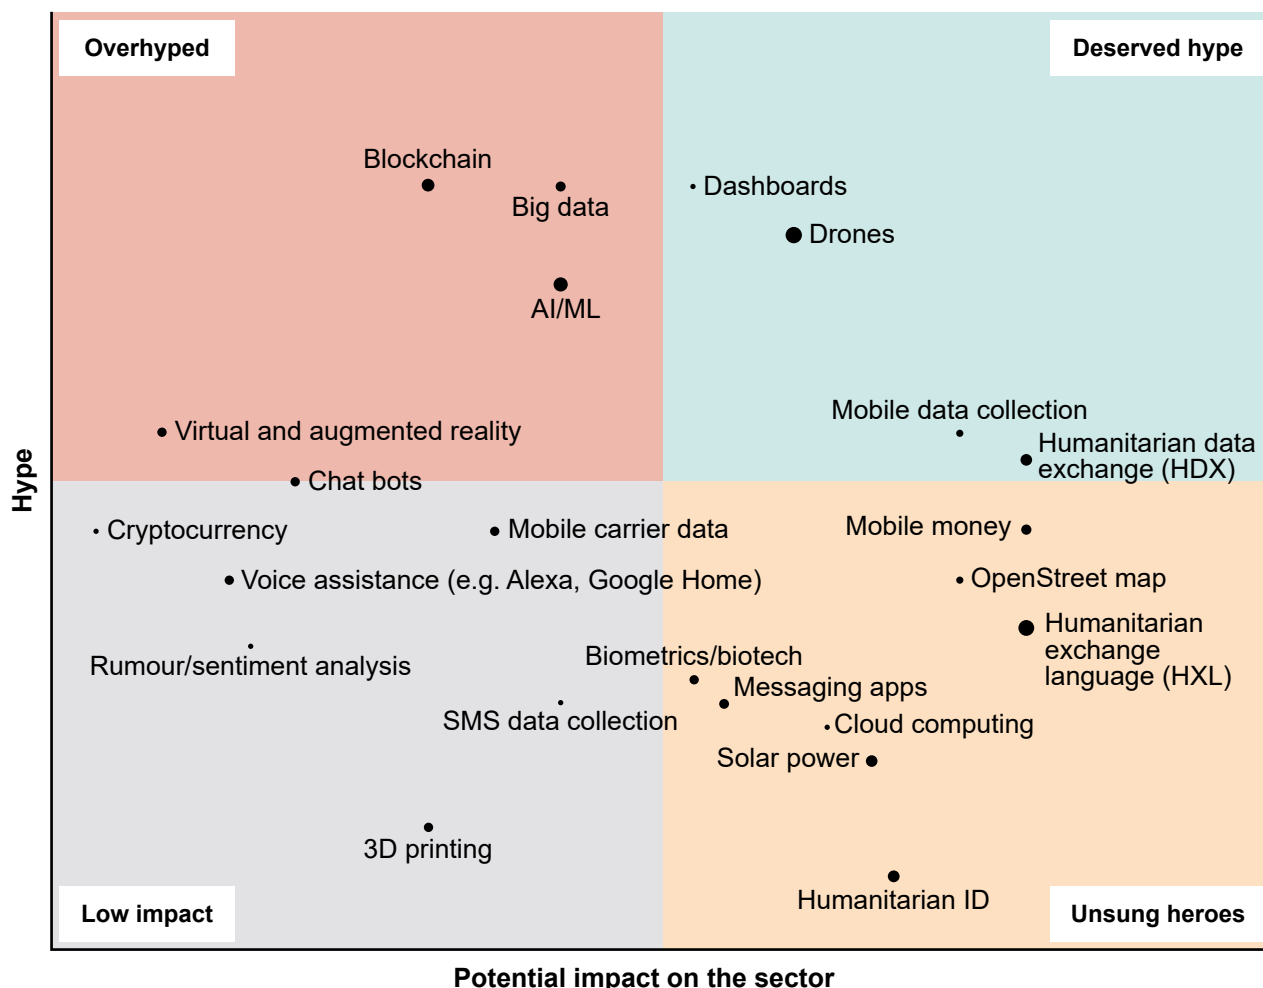 Overhyped
Deserved hype
Blockchain
Big data
Dashboards
Drones
AI/ML
Mobile data collection
Virtual and augmented reality
Humanitarian data
exchange (HDX)
Hype
Chat bots
Cryptocurrency
Mobile carrier data
Mobile money
Voice assistance (e.g. Alexa, Google Home)
OpenStreet map
Humanitarian
exchange
language (HXL)
Rumour/sentiment analysis
Biometrics/biotech
Messaging apps
SMS data collection
Cloud computing
Solar power
3D printing
Humanitarian ID
Low impact
Unsung heroes
Potential impact on the sector